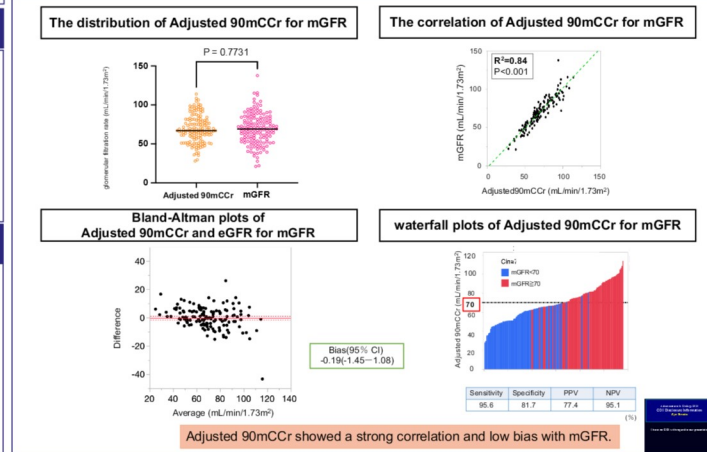 The distribution of Adjusted 90mCCr for mGFR
P = 0.7731
glomerular filtration rate (mL/min/1.73m²)
150
100
50
0
Adjusted 90mCCr mGFR
The correlation of Adjusted 90mCCr for mGFR
R²=0.84
P<0.001
mGFR (mL/min/1.73m²)
150
100
50
0
0 50 100 150
Adjusted90mCCr (mL/min/1.73m²)
Bland-Altman plots of
Adjusted 90mCCr and eGFR for mGFR
Difference
40
20
0
-20
-40
20 40 60 80 100 120 140
Average (mL/min/1.73m²)
Bias(95% CI)
-0.19(-1.45－1.08)
waterfall plots of Adjusted 90mCCr for mGFR
Adjusted 90mCCr (mL/min/1.73m²)
120
100
80
70
60
40
20
0
mGFR<70
mGFR≧70
Sensitivity Specificity PPV NPV
95.6 81.7 77.4 95.1
(%)
Adjusted 90mCCr showed a strong correlation and low bias with mGFR.